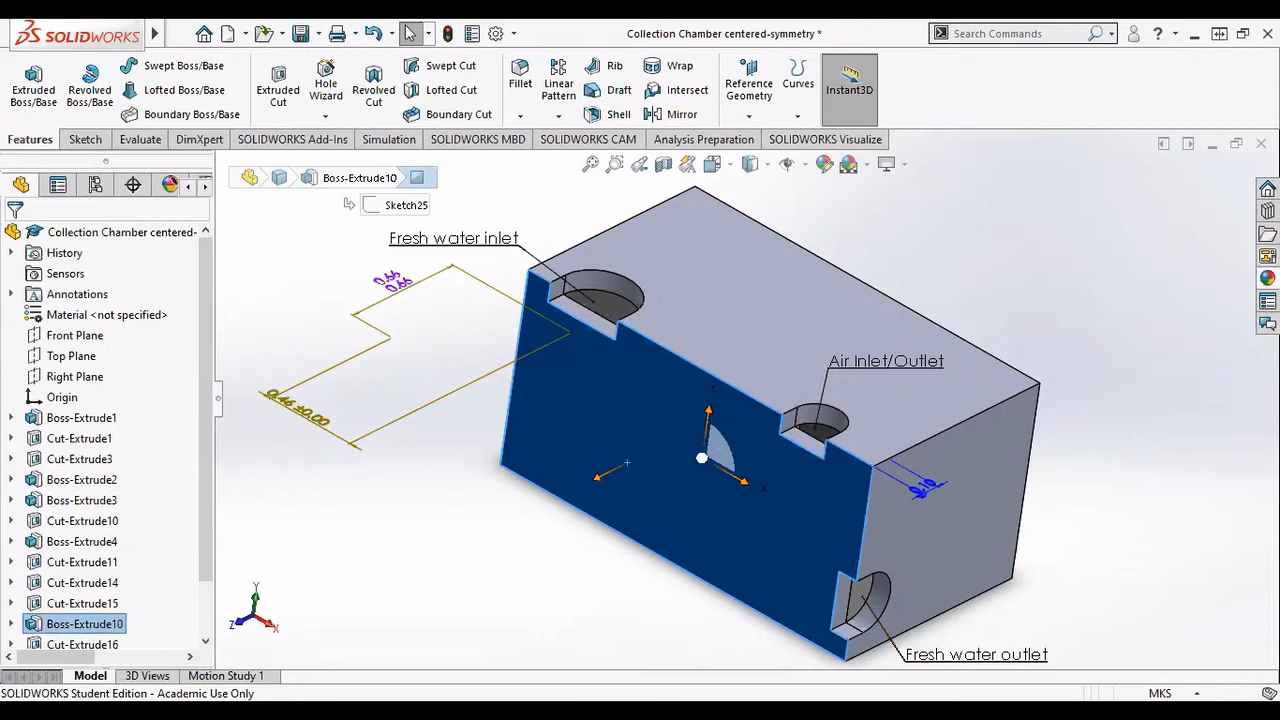 SOLIDWORKS
Collection Chamber centered-symmetry *
Search Commands
?
Extruded Boss/Base
Revolved Boss/Base
Swept Boss/Base
Lofted Boss/Base
Boundary Boss/Base
Extruded Cut
Hole Wizard
Revolved Cut
Swept Cut
Lofted Cut
Boundary Cut
Fillet
Linear Pattern
Rib
Draft
Shell
Wrap
Intersect
Mirror
Reference Geometry
Curves
Instant3D
Features
Sketch
Evaluate
DimXpert
SOLIDWORKS Add-Ins
Simulation
SOLIDWORKS MBD
SOLIDWORKS CAM
Analysis Preparation
SOLIDWORKS Visualize
Boss-Extrude10
Sketch25
Collection Chamber centered-
History
Sensors
Annotations
Material <not specified>
Front Plane
Top Plane
Right Plane
Origin
Boss-Extrude1
Cut-Extrude1
Cut-Extrude3
Boss-Extrude2
Boss-Extrude3
Cut-Extrude10
Boss-Extrude4
Cut-Extrude11
Cut-Extrude14
Cut-Extrude15
Boss-Extrude10
Cut-Extrude16
Fresh water inlet
0.66
0.66
Air Inlet/Outlet
Y
X
Fresh water outlet
Y
Z
X
Model
3D Views
Motion Study 1
SOLIDWORKS Student Edition - Academic Use Only
MKS